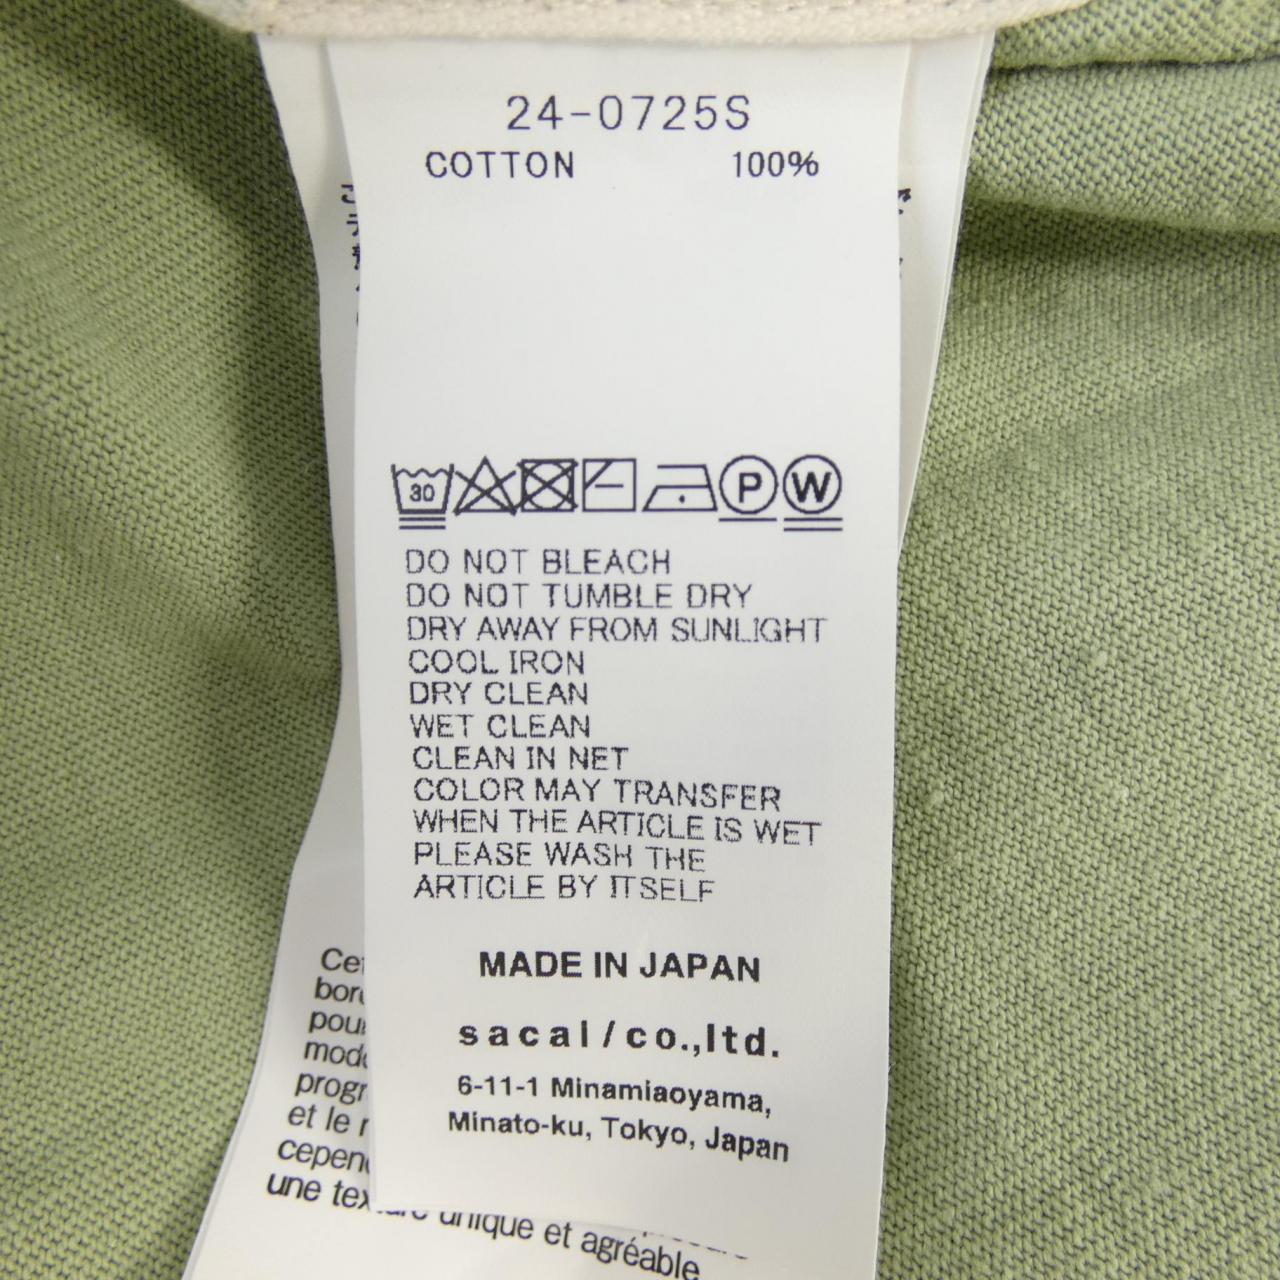 24-0725S
COTTON 100%
30 P W
DO NOT BLEACH
DO NOT TUMBLE DRY
DRY AWAY FROM SUNLIGHT
COOL IRON
DRY CLEAN
WET CLEAN
CLEAN IN NET
COLOR MAY TRANSFER
WHEN THE ARTICLE IS WET
PLEASE WASH THE
ARTICLE BY ITSELF
MADE IN JAPAN
sacai/co.,ltd.
6-11-1 Minamiaoyama,
Minato-ku, Tokyo, Japan
et le
une
unique et agréable